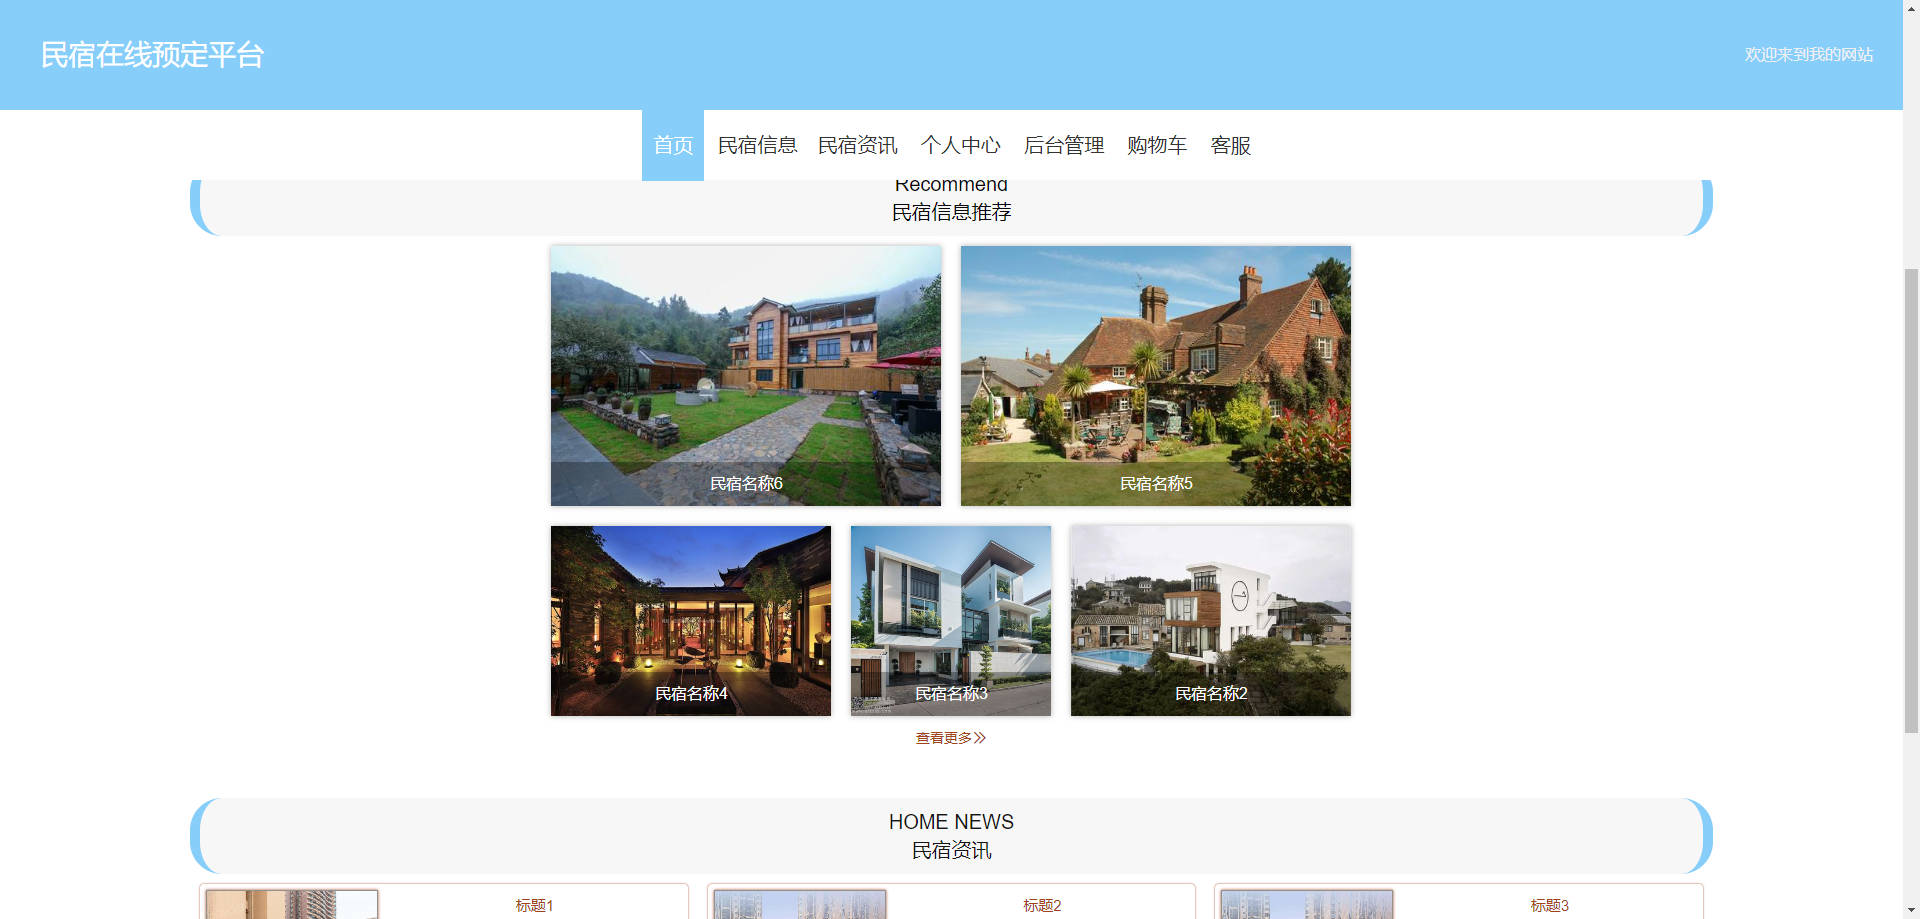 民宿在线预定平台
欢迎来到我的网站
首页 民宿信息 民宿资讯 个人中心 后台管理 购物车 客服
Recommend
民宿信息推荐
民宿名称6
民宿名称5
民宿名称4
民宿名称3
民宿名称2
查看更多
HOME NEWS
民宿资讯
标题1
标题2
标题3